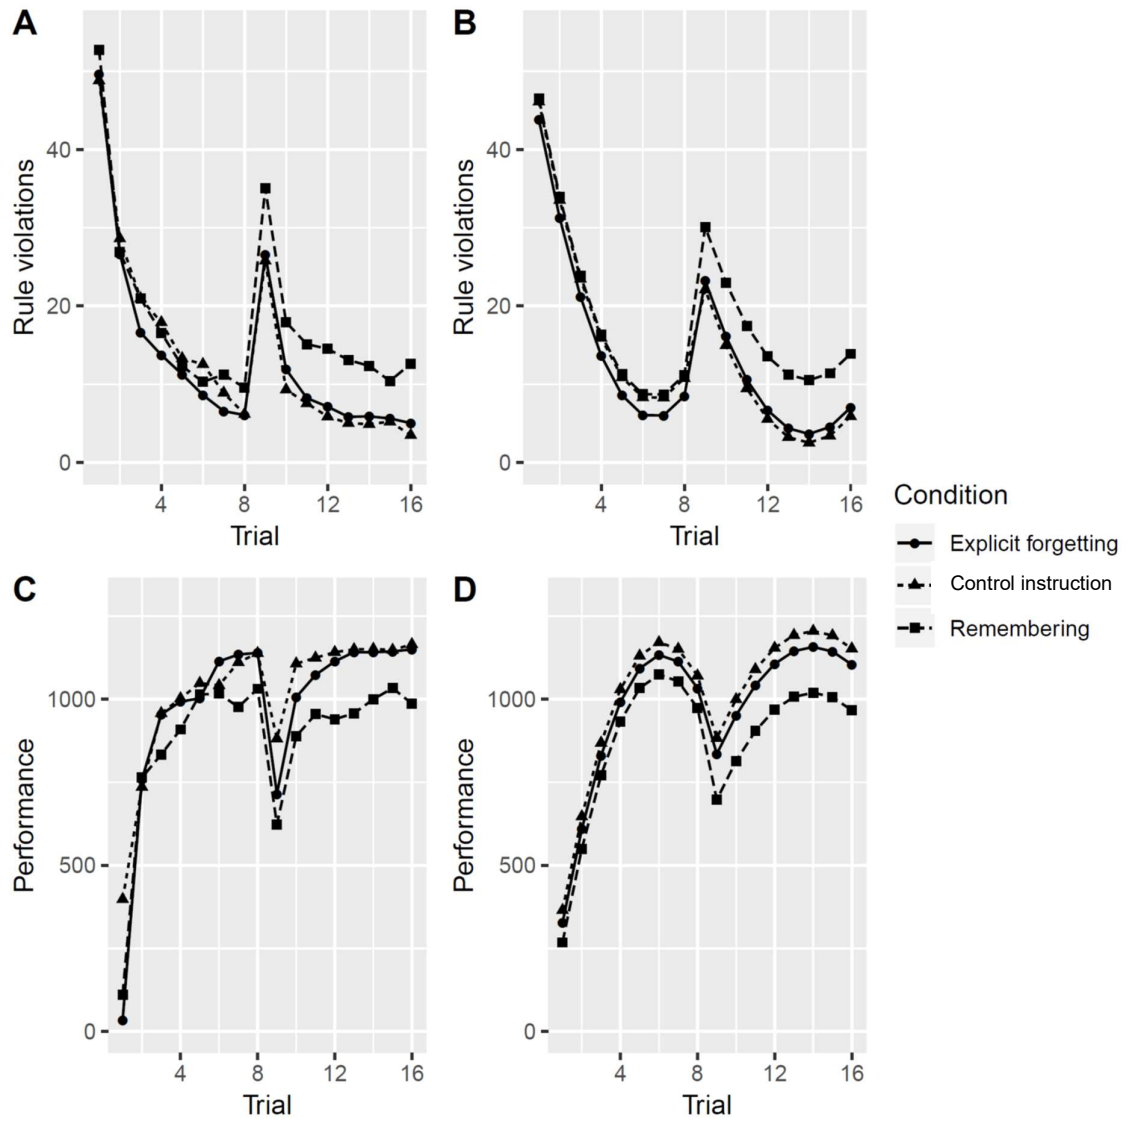 A
B
Rule violations
40
20
0
4 8 12 16
Trial
Rule violations
40
20
0
4 8 12 16
Trial
Condition
Explicit forgetting
Control instruction
Remembering
C
D
Performance
1000
500
0
4 8 12 16
Trial
Performance
1000
500
0
4 8 12 16
Trial